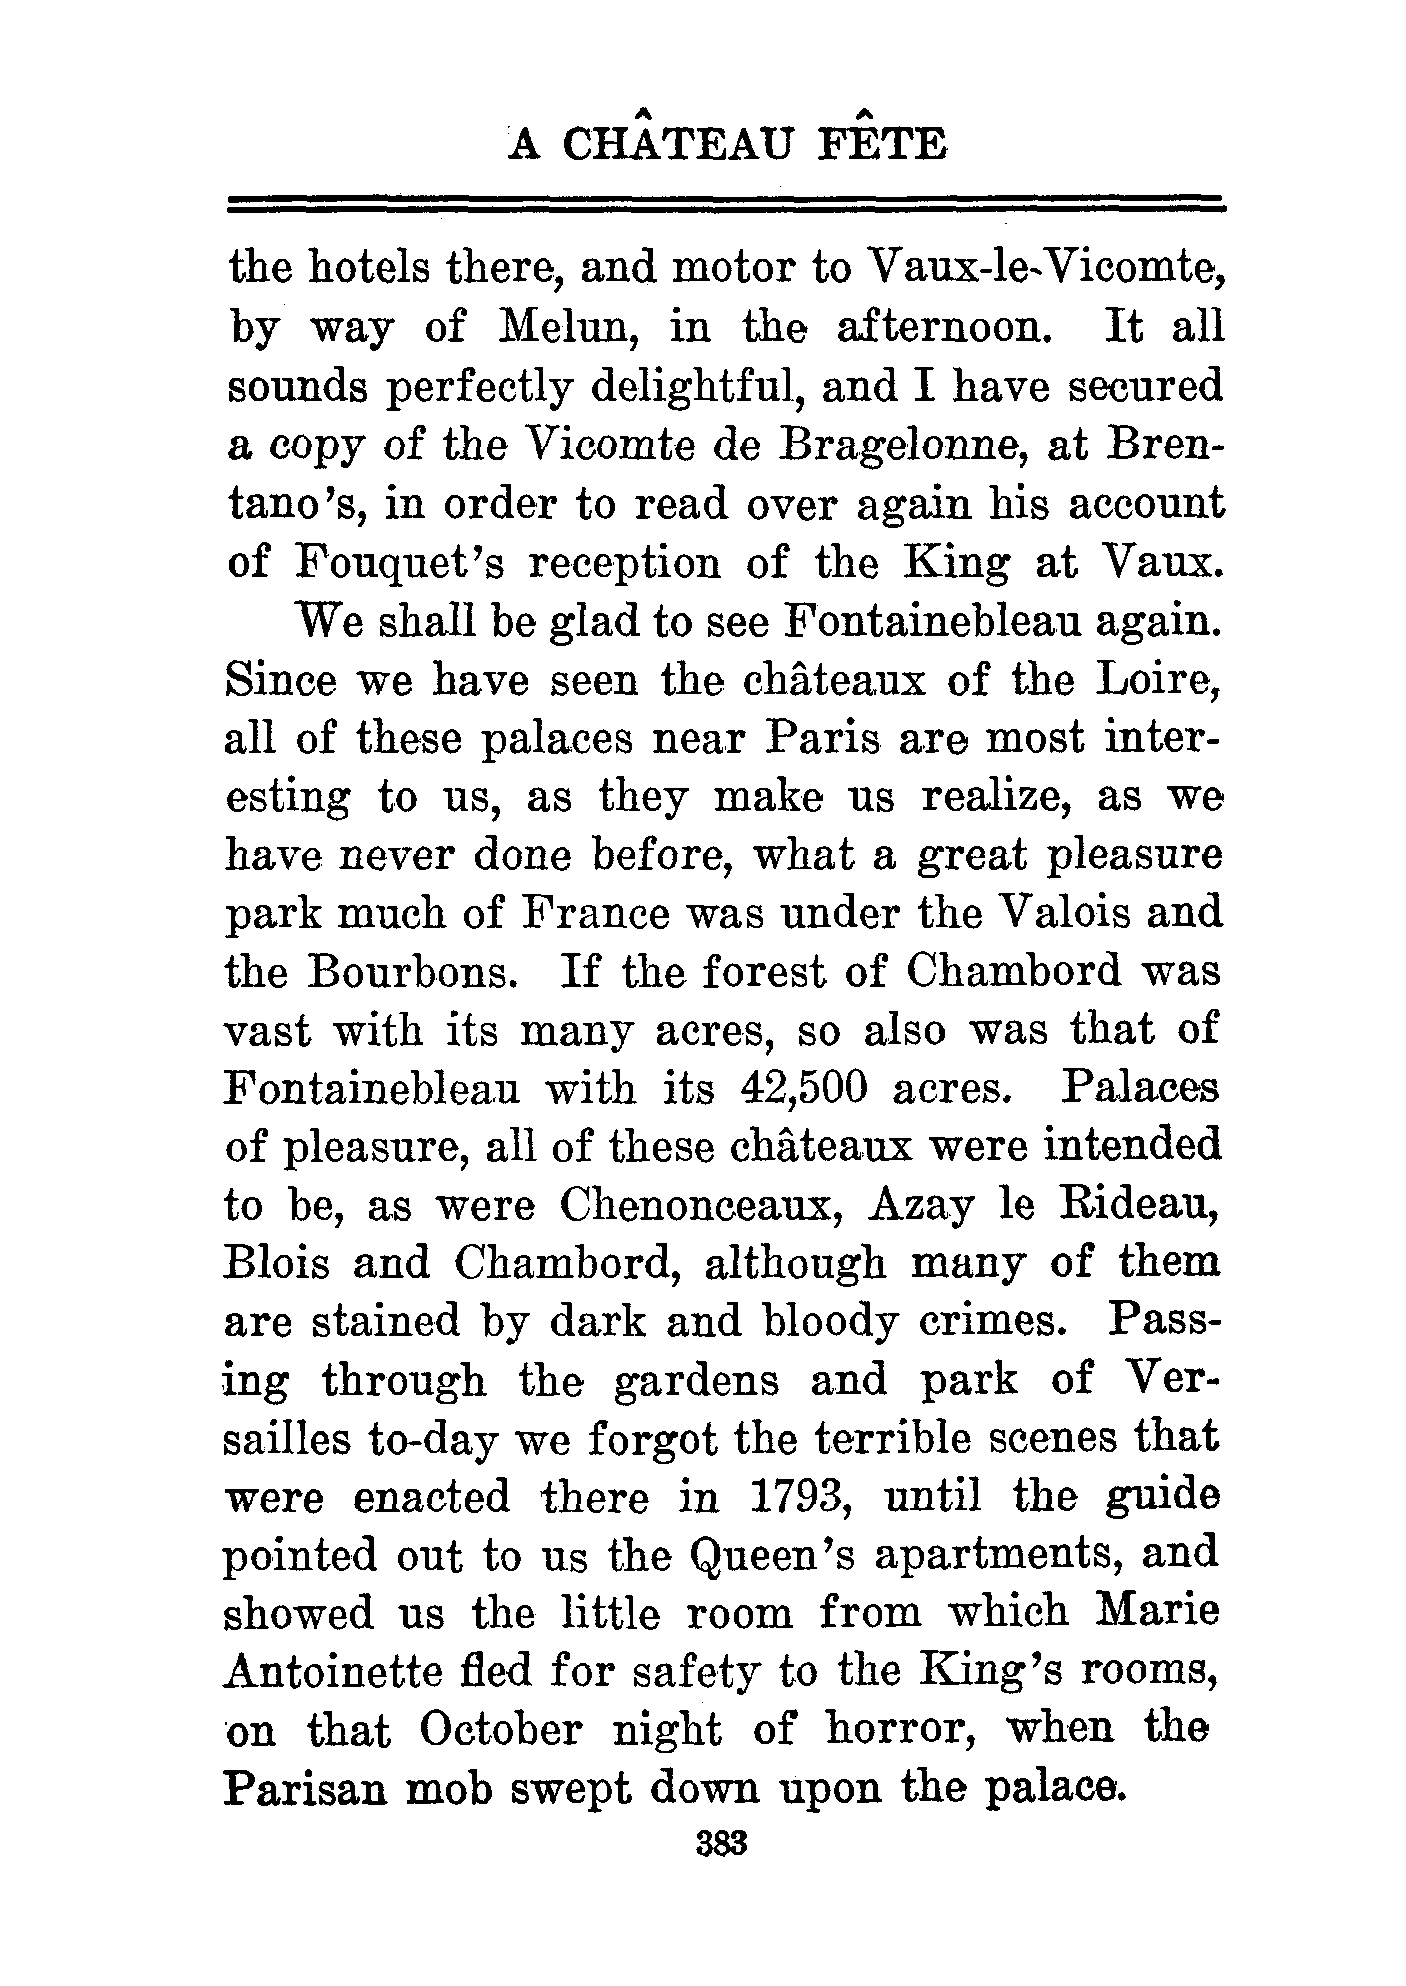 A CHÂTEAU FÊTE
the hotels there, and motor to Vaux-le-Vicomte,
by way of Melun, in the afternoon. It all
sounds perfectly delightful, and I have secured
a copy of the Vicomte de Bragelonne, at Bren-
tano's, in order to read over again his account
of Fouquet's reception of the King at Vaux.
We shall be glad to see Fontainebleau again.
Since we have seen the châteaux of the Loire,
all of these palaces near Paris are most inter-
esting to us, as they make us realize, as we
have never done before, what a great pleasure
park much of France was under the Valois and
the Bourbons. If the forest of Chambord was
vast with its many acres, so also was that of
Fontainebleau with its 42,500 acres. Palaces
of pleasure, all of these châteaux were intended
to be, as were Chenonceaux, Azay le Rideau,
Blois and Chambord, although many of them
are stained by dark and bloody crimes. Pass-
ing through the gardens and park of Ver-
sailles to-day we forgot the terrible scenes that
were enacted there in 1793, until the guide
pointed out to us the Queen's apartments, and
showed us the little room from which Marie
Antoinette fled for safety to the King's rooms,
on that October night of horror, when the
Parisan mob swept down upon the palace.
383